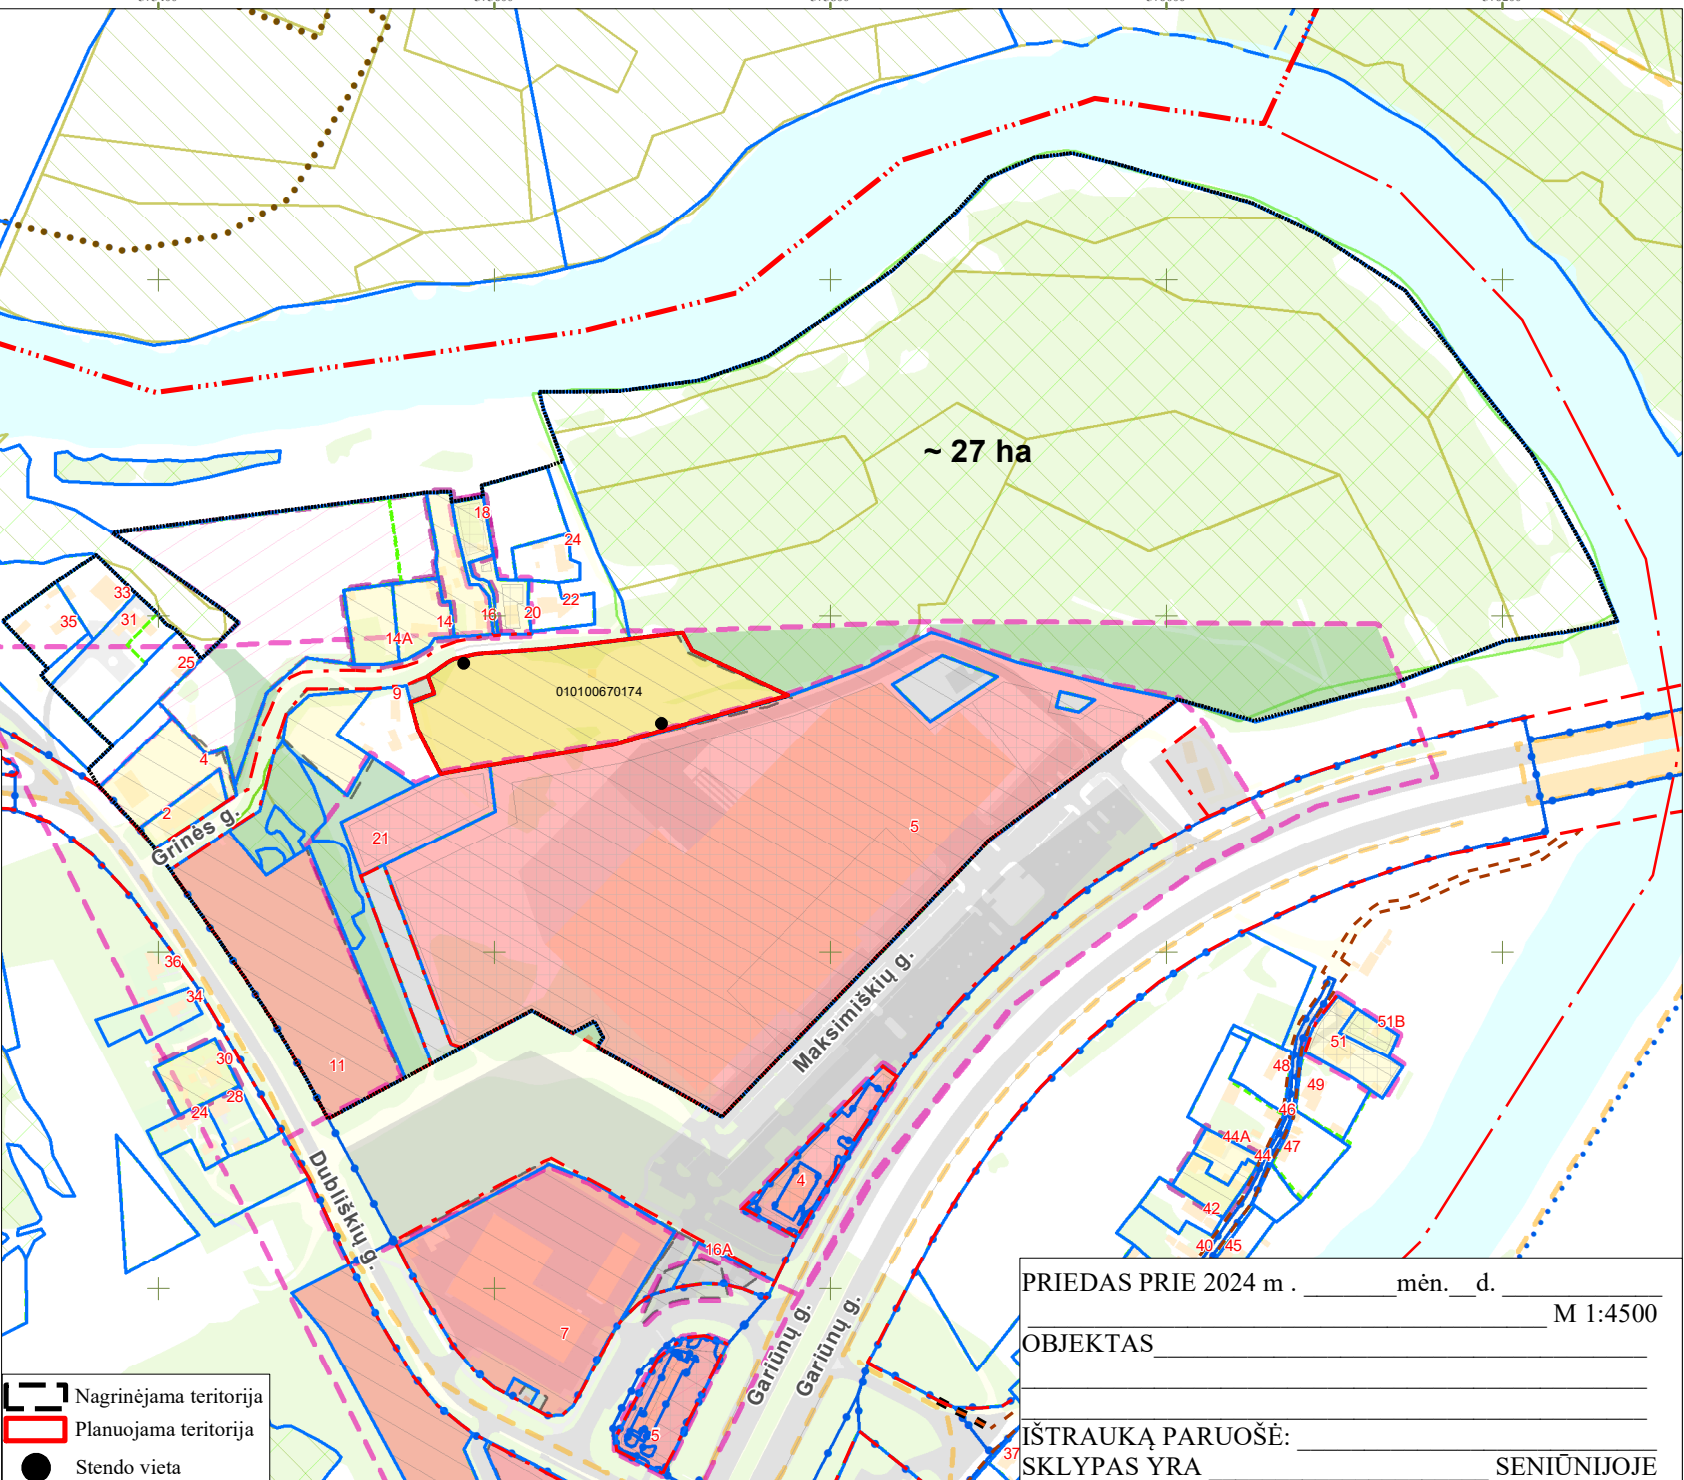 ~ 27 ha
18
24
33
35
31
14A
14
16
20
22
25
9
010100670174
4
2
Grinės g.
21
5
36
34
Maksimiškių g.
30
11
28
24
51B
51
48
49
46
44A
47
44
42
40
45
Dubliškių g.
4
16A
7
Gariūnų g.
Gariūnų g.
5
37
Nagrinėjama teritorija
Planuojama teritorija
Stendo vieta
PRIEDAS PRIE 2024 m . _______mėn.__d. ____________
M 1:4500
OBJEKTAS
IŠTRAUKĄ PARUOŠĖ:
SKLYPAS YRA ______________________ SENIŪNIJOJE